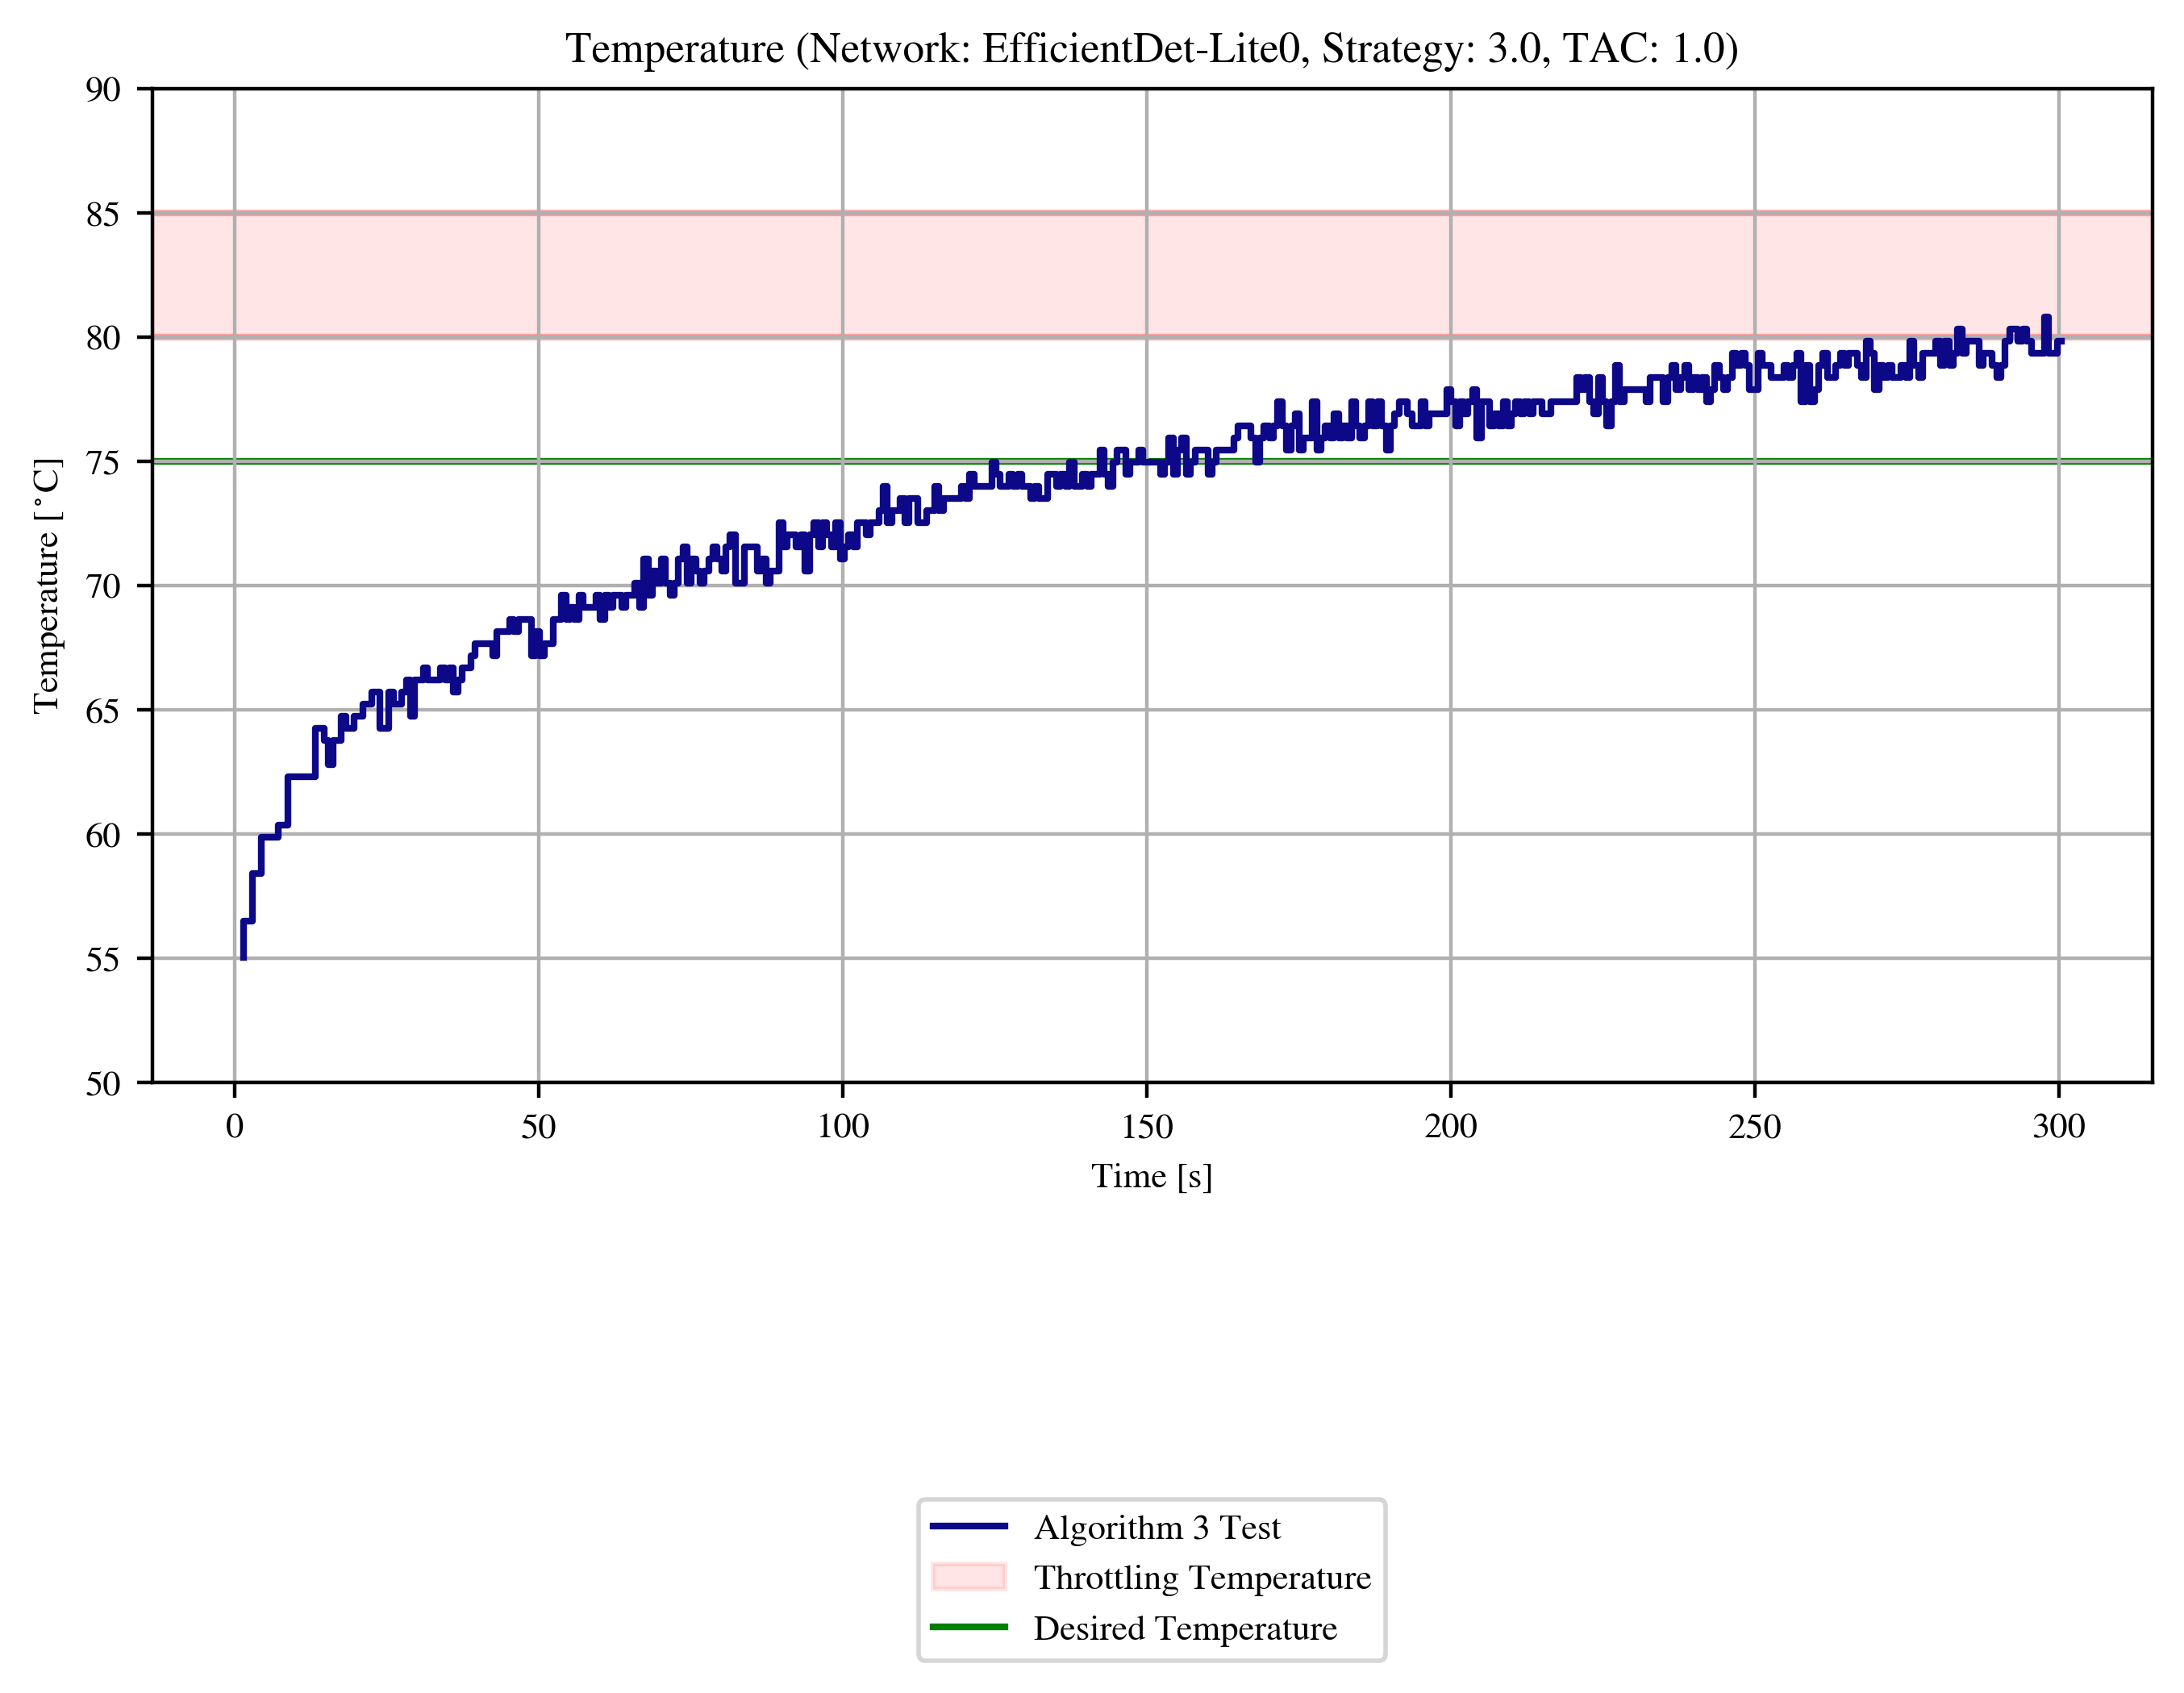 Temperature (Network: EfficientDet-Lite0, Strategy: 3.0, TAC: 1.0)
90
85
80
75
70
65
60
55
50
Temperature [°C]
0 50 100 150 200 250 300
Time [s]
Algorithm 3 Test
Throttling Temperature
Desired Temperature